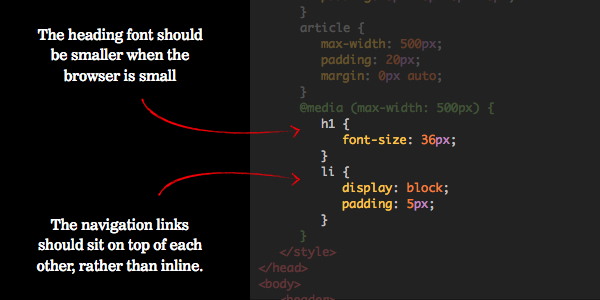 The heading font should
be smaller when the
browser is small
The navigation links
should sit on top of each
other, rather than inline.
}
article {
max-width: 500px;
padding: 20px;
margin: 0px auto;
}
@media (max-width: 500px) {
h1 {
font-size: 36px;
}
li {
display: block;
padding: 5px;
}
}
</style>
</head>
<body>
<header>